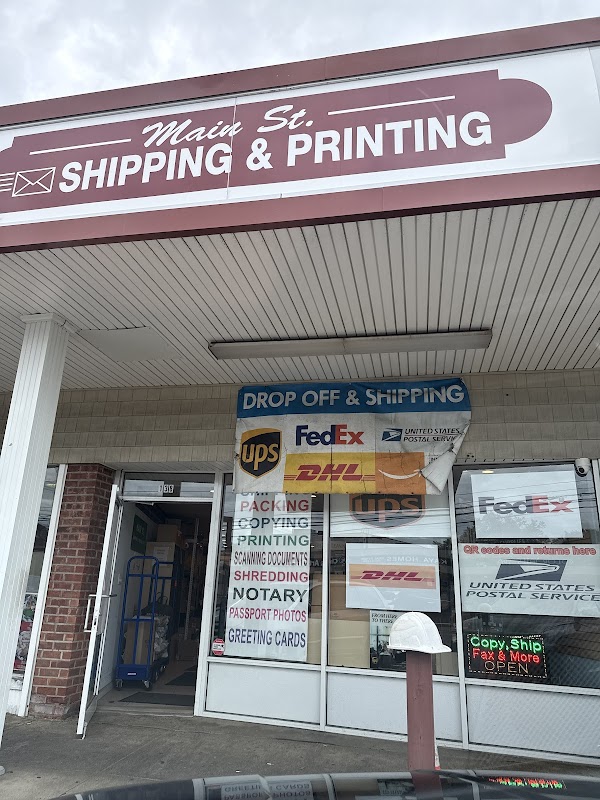 Main St.
SHIPPING & PRINTING
DROP OFF & SHIPPING
ups
FedEx
UNITED STATES
POSTAL SERVICE
DHL
PACKING
COPYING
PRINTING
SCANNING DOCUMENTS
SHREDDING
NOTARY
PASSPORT PHOTOS
GREETING CARDS
ups
DHL
FedEx
QR codes and returns here
UNITED STATES
POSTAL SERVICE
Copy, Ship
Fax & More
OPEN